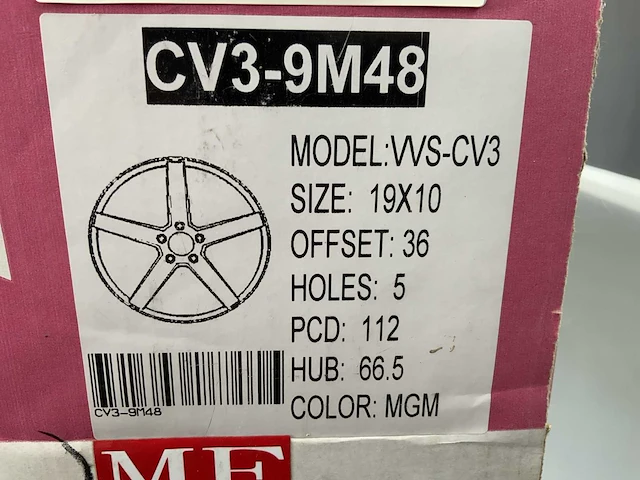 CV3-9M48
MODEL:VVS-CV3
SIZE: 19X10
OFFSET: 36
HOLES: 5
PCD: 112
HUB: 66.5
COLOR: MGM
CV3-9M48